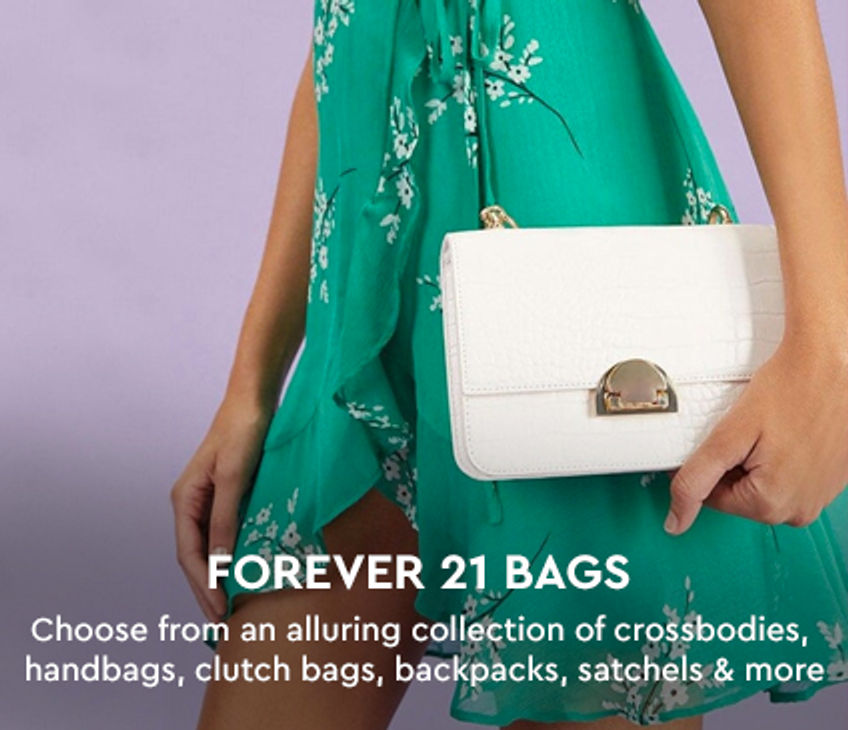 FOREVER 21 BAGS
Choose from an alluring collection of crossbodies,
handbags, clutch bags, backpacks, satchels & more